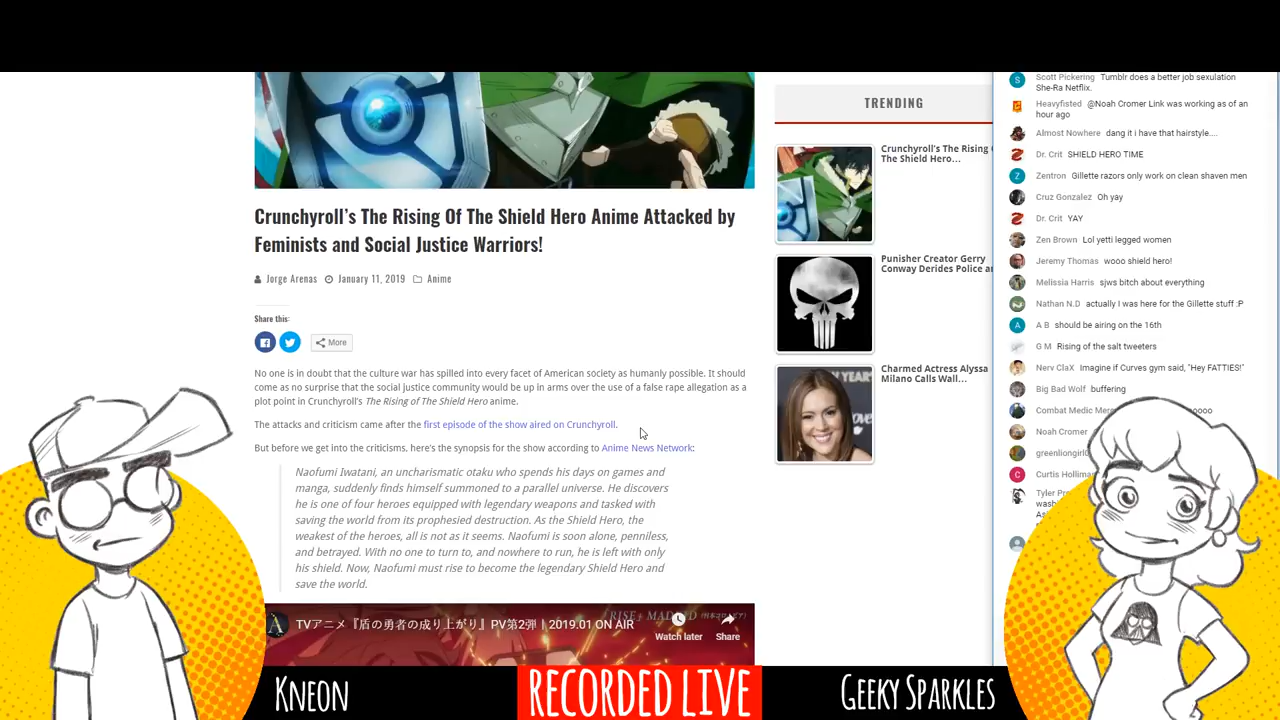 Crunchyroll's The Rising Of The Shield Hero Anime Attacked by
Feminists and Social Justice Warriors!
Jorge Arenas January 11, 2019 Anime
Share this:
More
No one is in doubt that the culture war has spilled into every facet of American society as humanly possible. It should
come as no surprise that the social justice community would be up in arms over the use of a false rape allegation as a
plot point in Crunchyroll's The Rising of The Shield Hero anime.
The attacks and criticism came after the first episode of the show aired on Crunchyroll.
But before we get into the criticisms, here's the synopsis for the show according to Anime News Network:
Naofumi Iwatani, an uncharismatic otaku who spends his days on games and
manga, suddenly finds himself summoned to a parallel universe. He discovers
he is one of four heroes equipped with legendary weapons and tasked with
saving the world from its prophesied destruction. As the Shield Hero, the
weakest of the heroes, all is not as it seems. Naofumi is soon alone, penniless,
and betrayed. With no one to turn to, and nowhere to run, he is left with only
his shield. Now, Naofumi must rise to become the legendary Shield Hero and
save the world.
TVアニメ『盾の勇者の成り上がり』PV第2弾｜2019.01 ON AIR
Watch later
Share
TRENDING
Crunchyroll's The Rising
The Shield Hero...
Punisher Creator Gerry
Conway Derides Police
Charmed Actress Alyssa
Milano Calls Wall...
Scott Pickering Tumblr does a better job sexulation
She-Ra Netflix.
Heavyfisted @Noah Cromer Link was working as of an
hour ago
Almost Nowhere dang it i have that hairstyle....
Dr. Crit SHIELD HERO TIME
Zentron Gillette razors only work on clean shaven men
Cruz Gonzalez Oh yay
Dr. Crit YAY
Zen Brown Lol yetti legged women
Jeremy Thomas wooo shield hero!
Melissia Harris sjws bitch about everything
Nathan N.D actually I was here for the Gillette stuff :P
A B should be airing on the 16th
G M Rising of the salt tweeters
Nerv ClaX Imagine if Curves gym said, "Hey FATTIES!"
Big Bad Wolf buffering
Combat Medic
Noah Cromer
Curtis
Tyler
KNEON
RECORDED LIVE
GEEKY SPARKLES